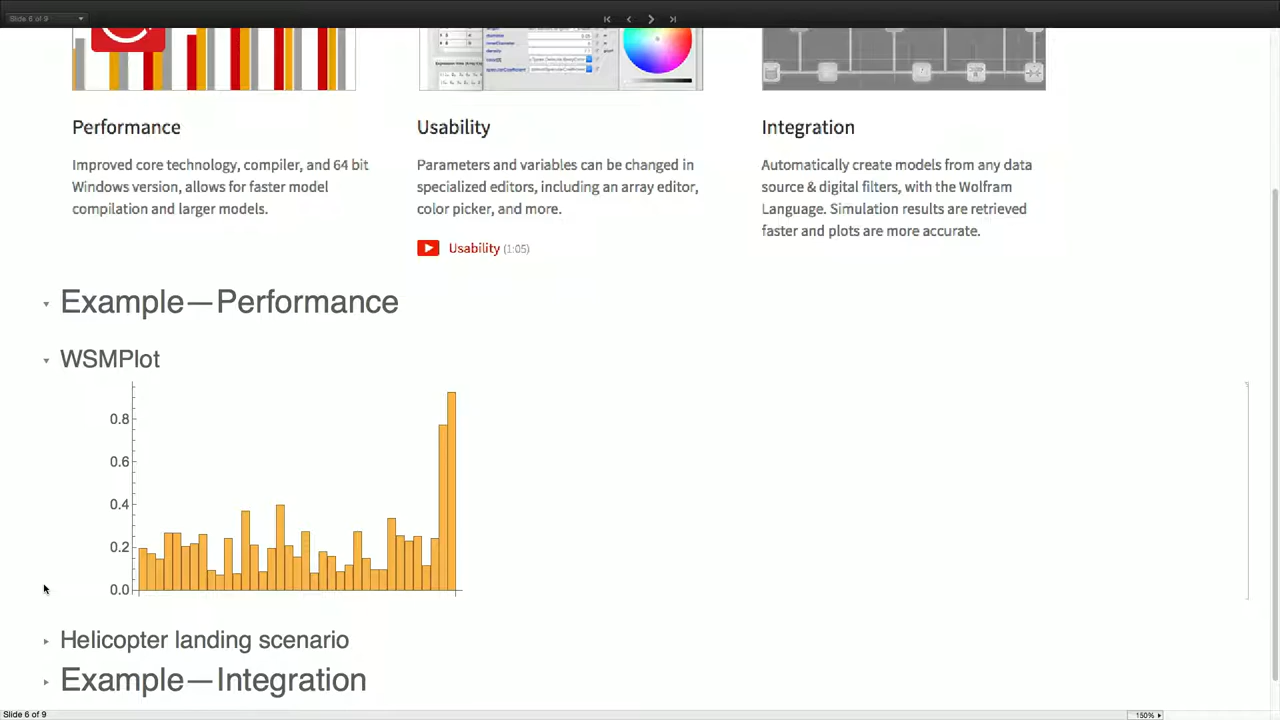 Slide 6 of 9
Performance
Improved core technology, compiler, and 64 bit
Windows version, allows for faster model
compilation and larger models.
Usability
Parameters and variables can be changed in
specialized editors, including an array editor,
color picker, and more.
Usability (1:05)
Integration
Automatically create models from any data
source & digital filters, with the Wolfram
Language. Simulation results are retrieved
faster and plots are more accurate.
Example—Performance
WSMPlot
0.8
0.6
0.4
0.2
0.0
Helicopter landing scenario
Example—Integration
Slide 6 of 9
150%